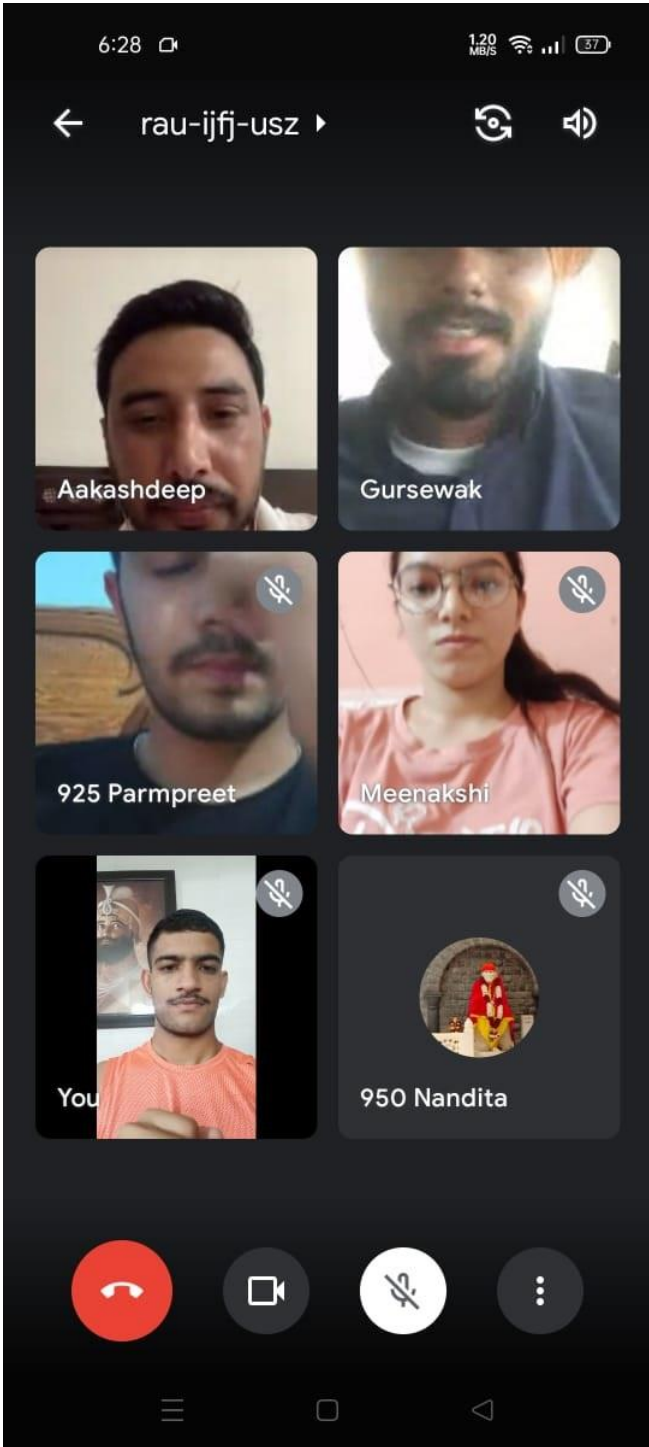 6:28 1.20 MB/S 37
rau-ijfj-usz
Aakashdeep Gursewak
925 Parmpreet Meenakshi
You 950 Nandita